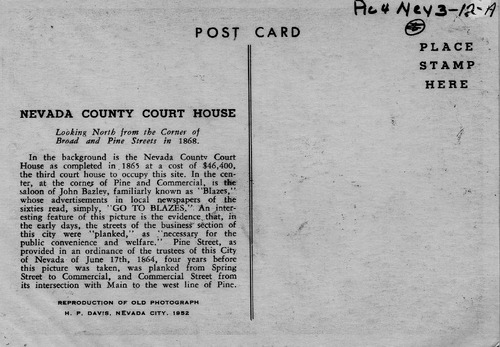 Ac4 Nev3-12-A
POST CARD
PLACE
STAMP
HERE
NEVADA COUNTY COURT HOUSE
Looking North from the Corner of
Broad and Pine Streets in 1868.
In the background is the Nevada County Court
House as completed in 1865 at a cost of $46,400,
the third court house to occupy this site. In the cen-
ter, at the corner of Pine and Commercial, is the
saloon of John Bazley, familiarly known as "Blazes,"
whose advertisements in local newspapers of the
sixties read, simply, "GO TO BLAZES." An inter-
esting feature of this picture is the evidence that, in
the early days, the streets of the business section of
this city were "planked," as "necessary for the
public convenience and welfare." Pine Street, as
provided in an ordinance of the trustees of this City
of Nevada of June 17th, 1864, four years before
this picture was taken, was planked from Spring
Street to Commercial, and Commercial Street from
its intersection with Main to the west line of Pine.
REPRODUCTION OF OLD PHOTOGRAPH
H. P. DAVIS, NEVADA CITY, 1952